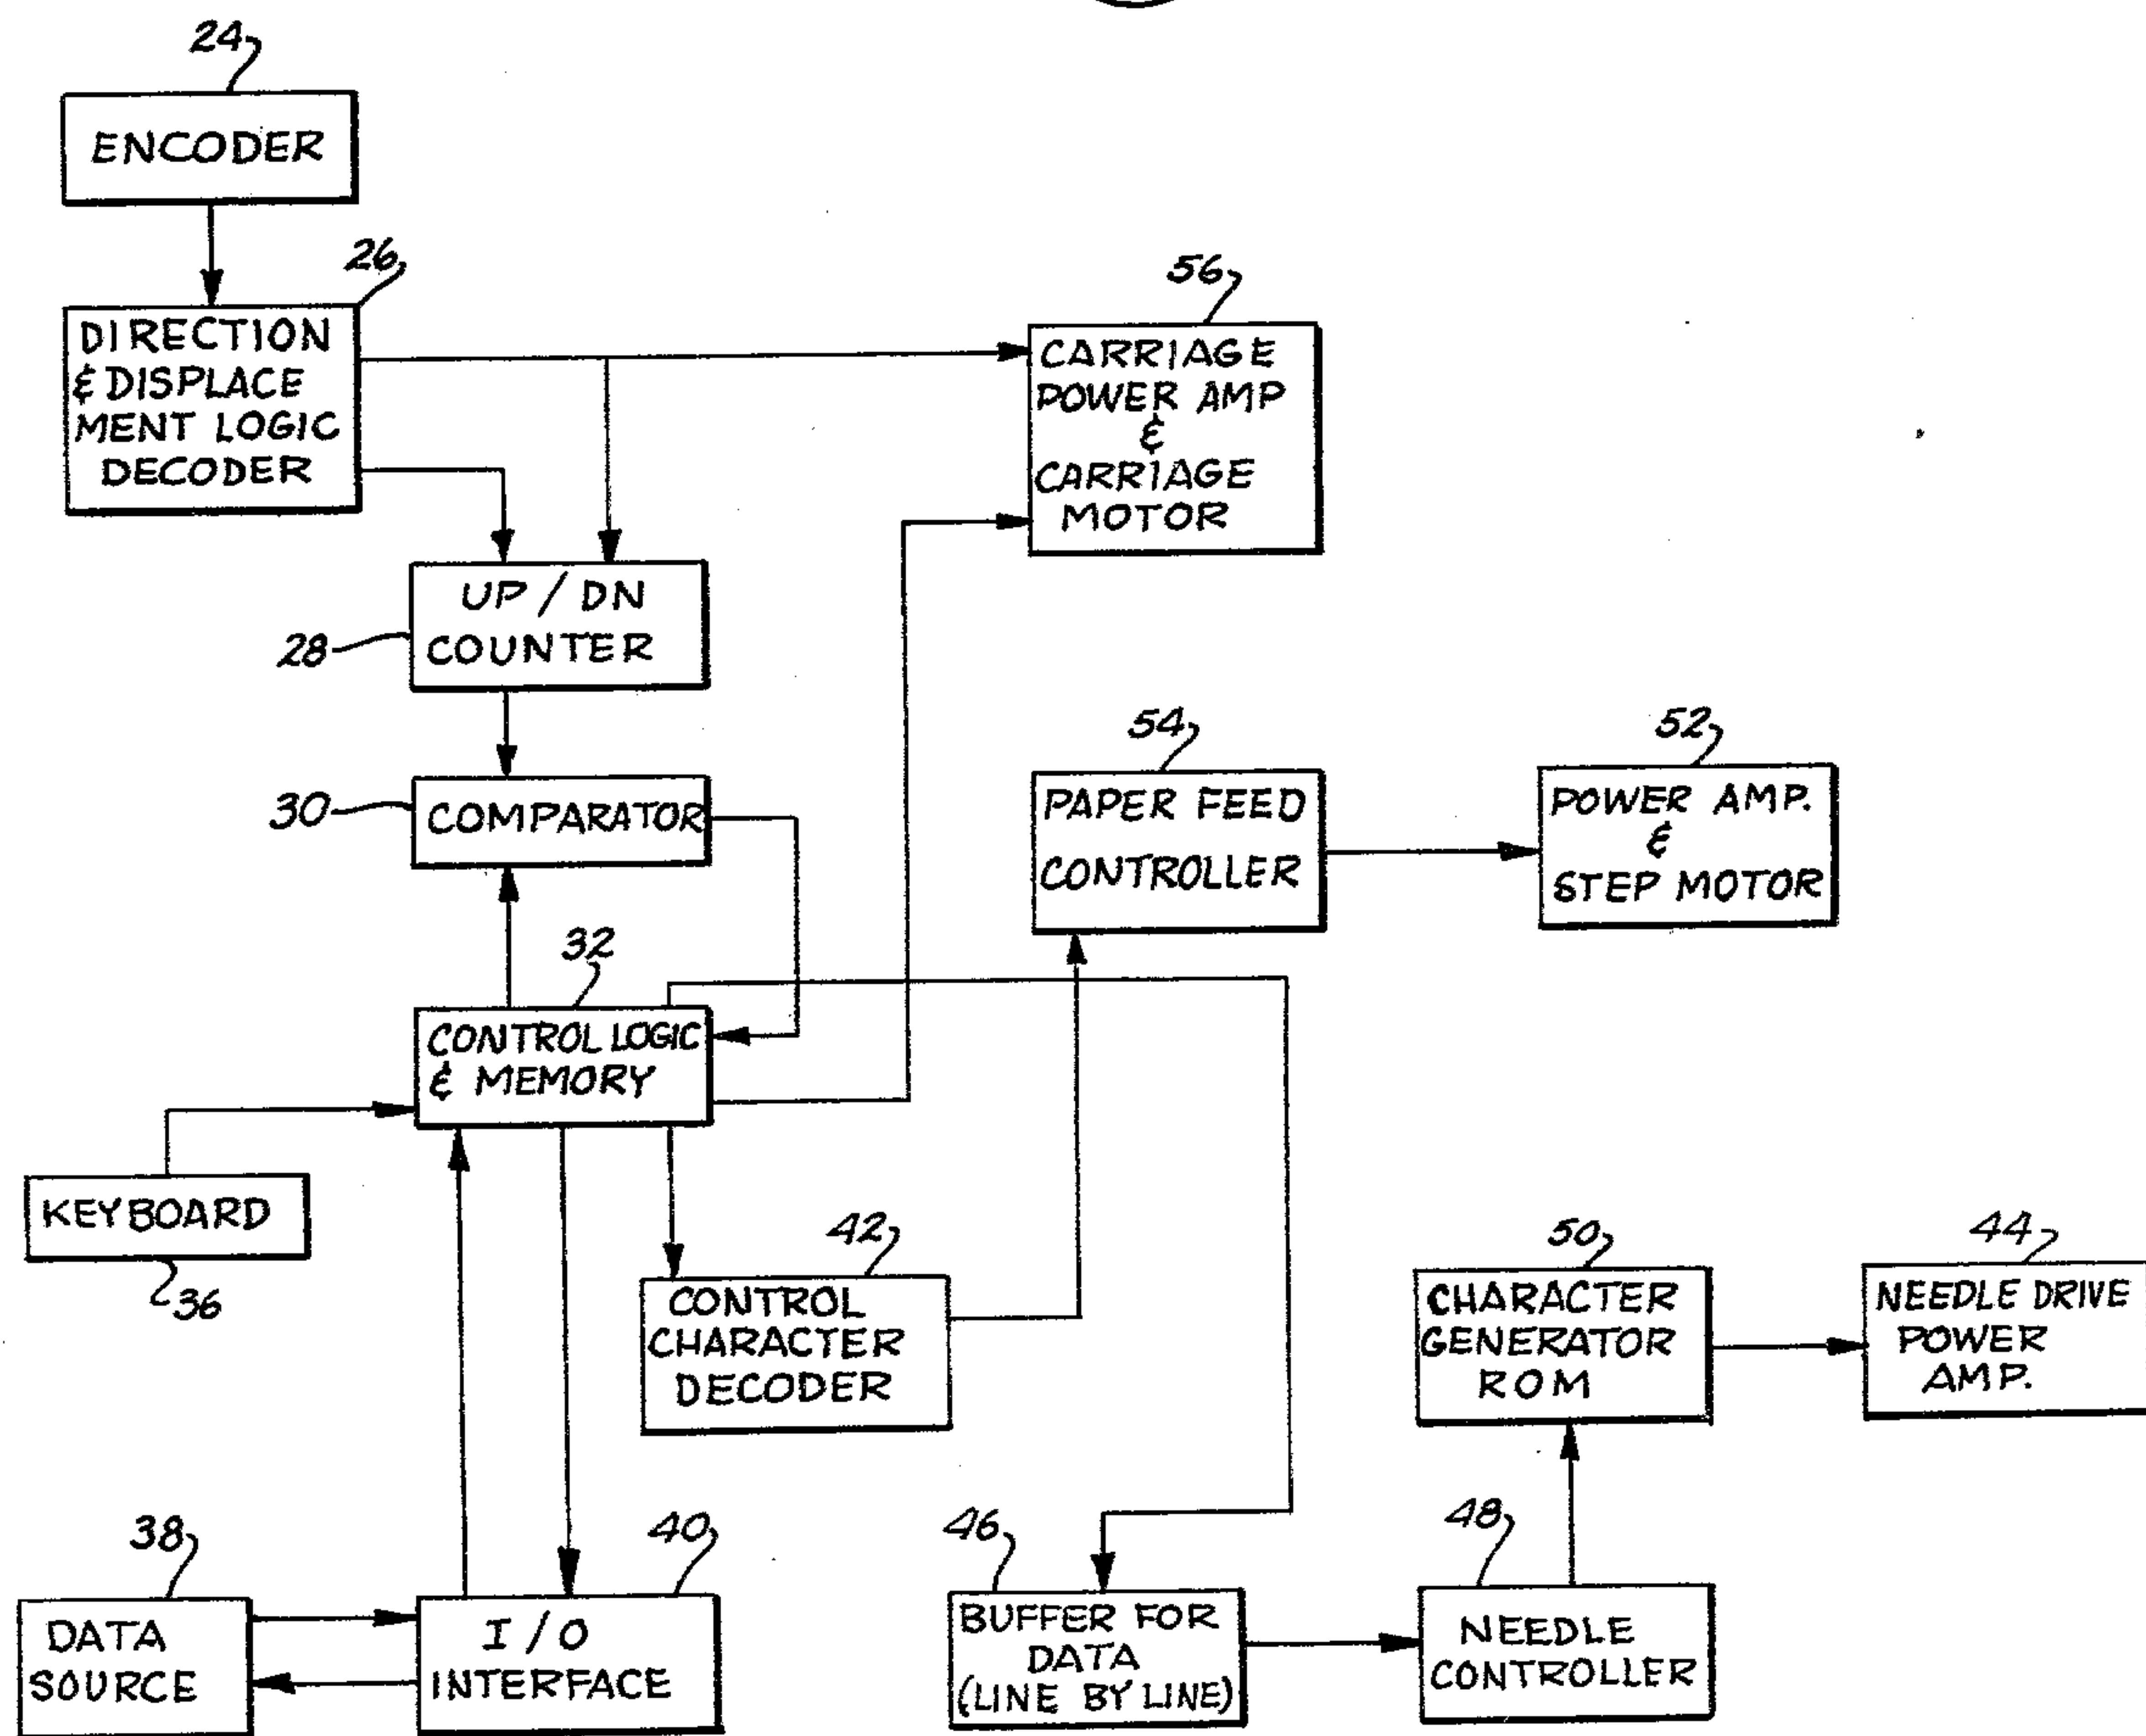 24
ENCODER
26
DIRECTION
& DISPLACE
MENT LOGIC
DECODER
56
CARRIAGE
POWER AMP
&
CARRIAGE
MOTOR
28
UP / DN
COUNTER
30
COMPARATOR
54
PAPER FEED
CONTROLLER
52
POWER AMP.
&
STEP MOTOR
32
CONTROL LOGIC
& MEMORY
KEYBOARD
36
42
CONTROL
CHARACTER
DECODER
50
CHARACTER
GENERATOR
ROM
44
NEEDLE DRIVE
POWER
AMP.
38
DATA
SOURCE
40
I / O
INTERFACE
46
BUFFER FOR
DATA
(LINE BY LINE)
48
NEEDLE
CONTROLLER